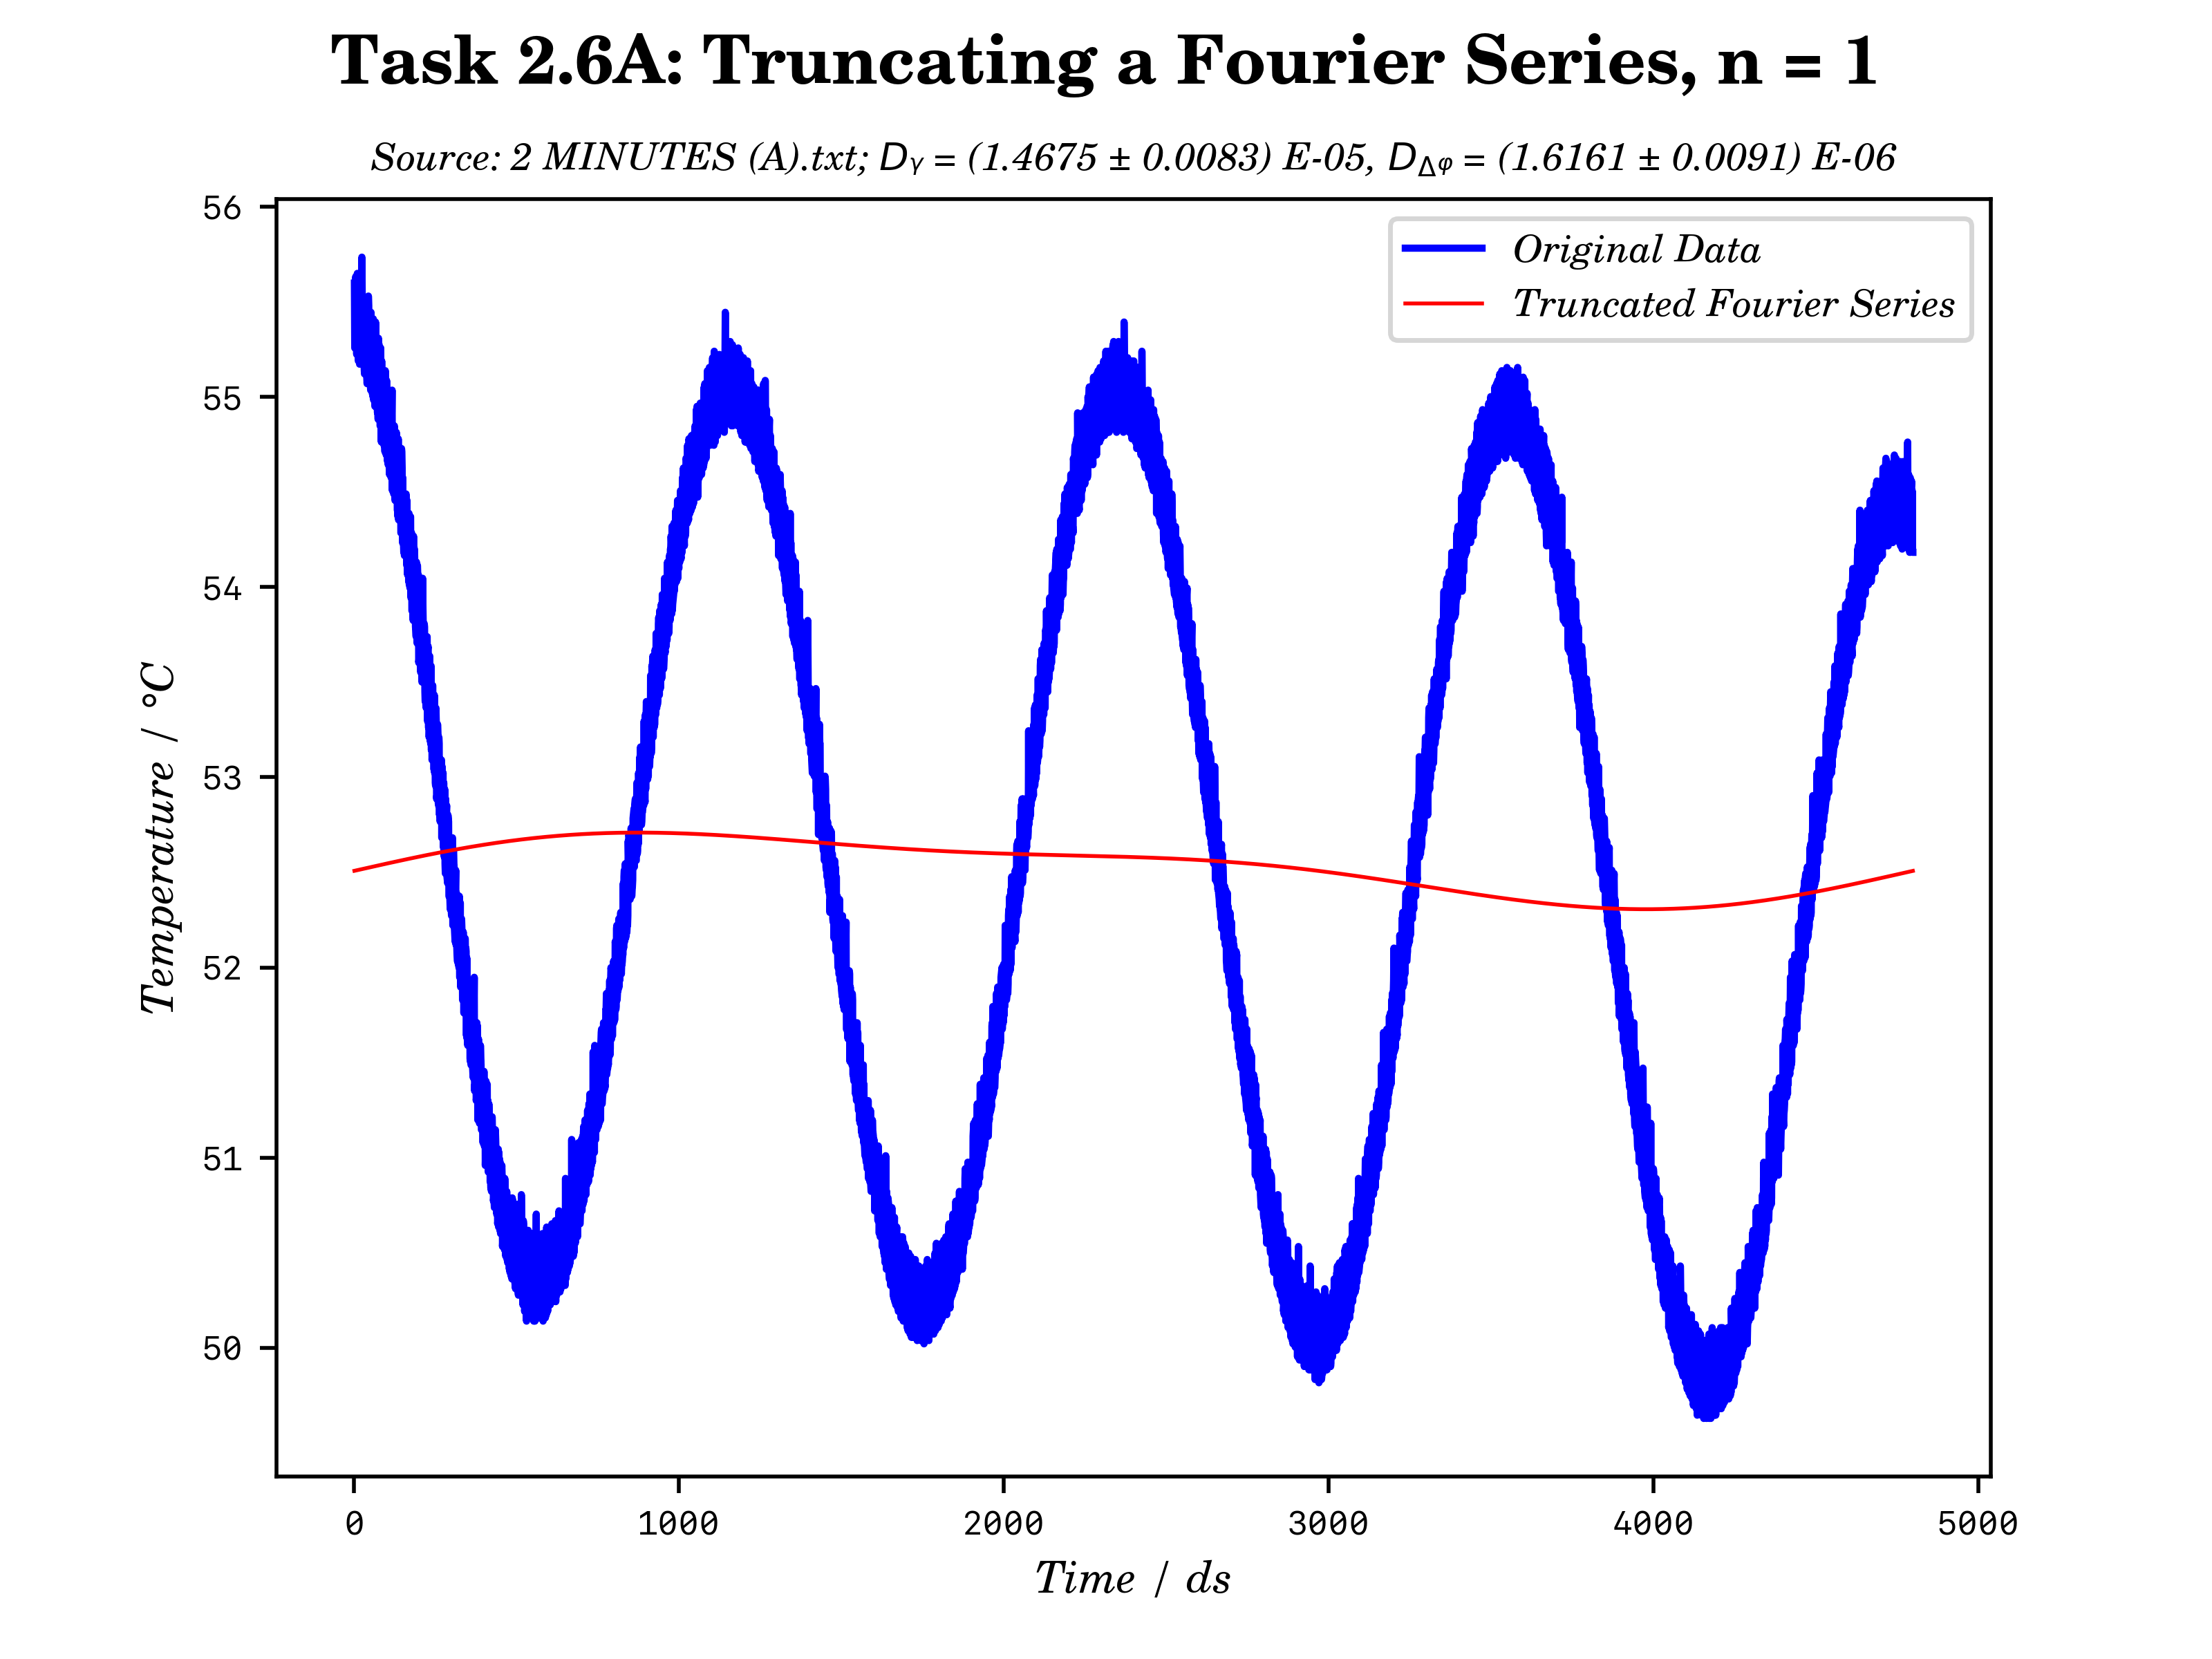 Task 2.6A: Truncating a Fourier Series, n = 1
Source: 2 MINUTES (A).txt; Dγ = (1.4675 ± 0.0083) E-05, DΔφ = (1.6161 ± 0.0091) E-06
Original Data
Truncated Fourier Series
Temperature / °C
56
55
54
53
52
51
50
0 1000 2000 3000 4000 5000
Time / ds